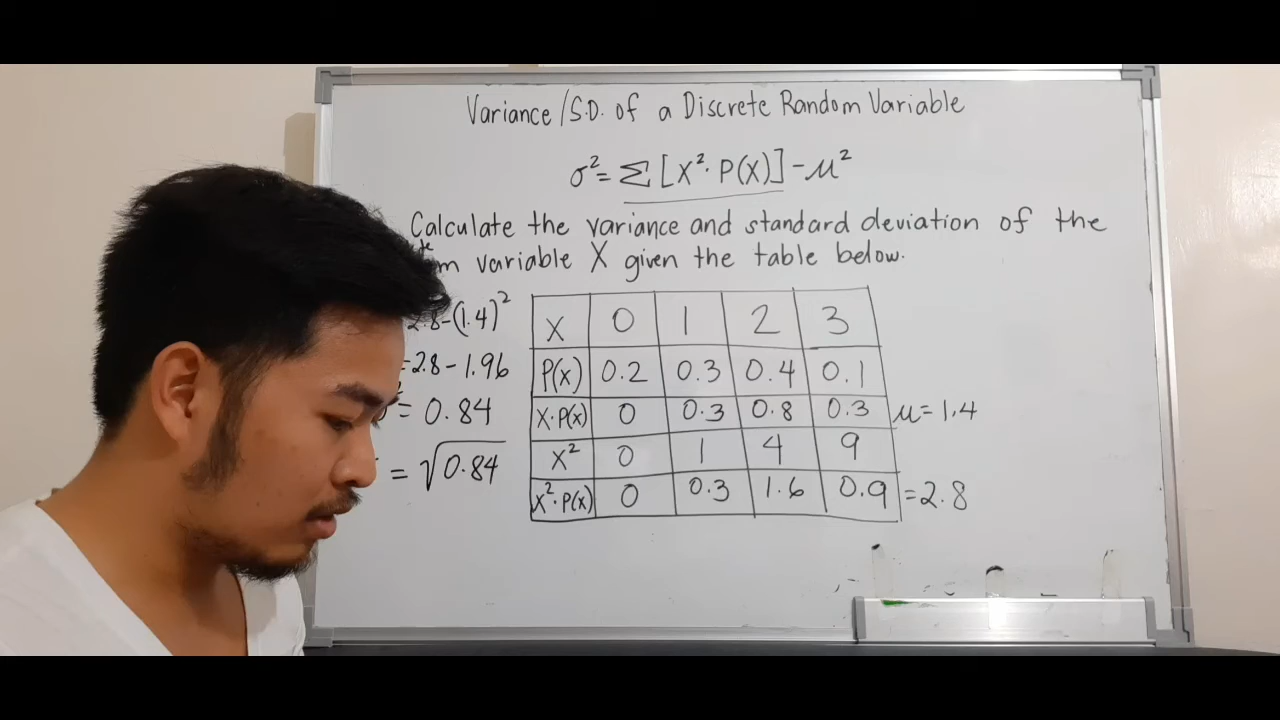 Variance/S.D. of a Discrete Random Variable
σ²= Σ[X²·P(X)]-μ²
Calculate the variance and standard deviation of the
variable X given the table below.
2.8-(1.4)²
=2.8-1.96
= 0.84
= √0.84
X 0 1 2 3
P(x) 0.2 0.3 0.4 0.1
X·P(x) 0 0.3 0.8 0.3 μ=1.4
X² 0 1 4 9
X²·P(x) 0 0.3 1.6 0.9 =2.8